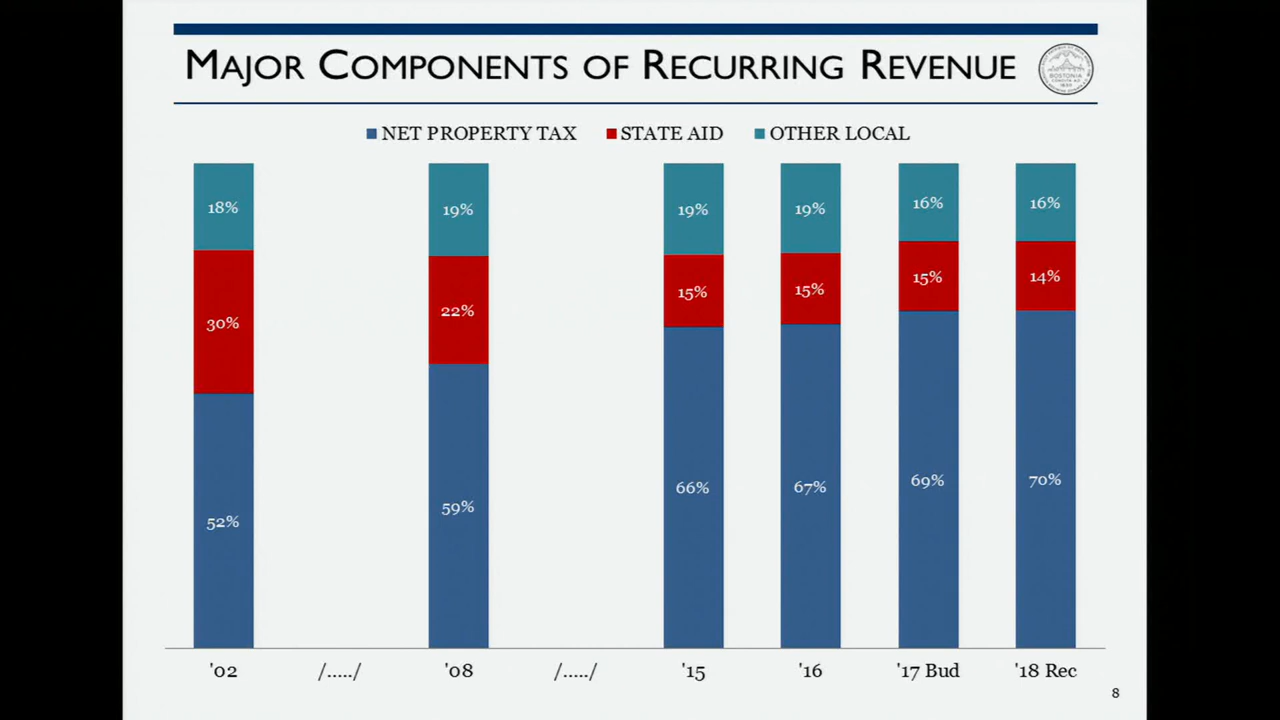 MAJOR COMPONENTS OF RECURRING REVENUE
BOSTONIA
NET PROPERTY TAX STATE AID OTHER LOCAL
18% 19% 19% 19% 16% 16%
30% 22% 15% 15% 15% 14%
52% 59% 66% 67% 69% 70%
'02 /...../ '08 /...../ '15 '16 '17 Bud '18 Rec
8